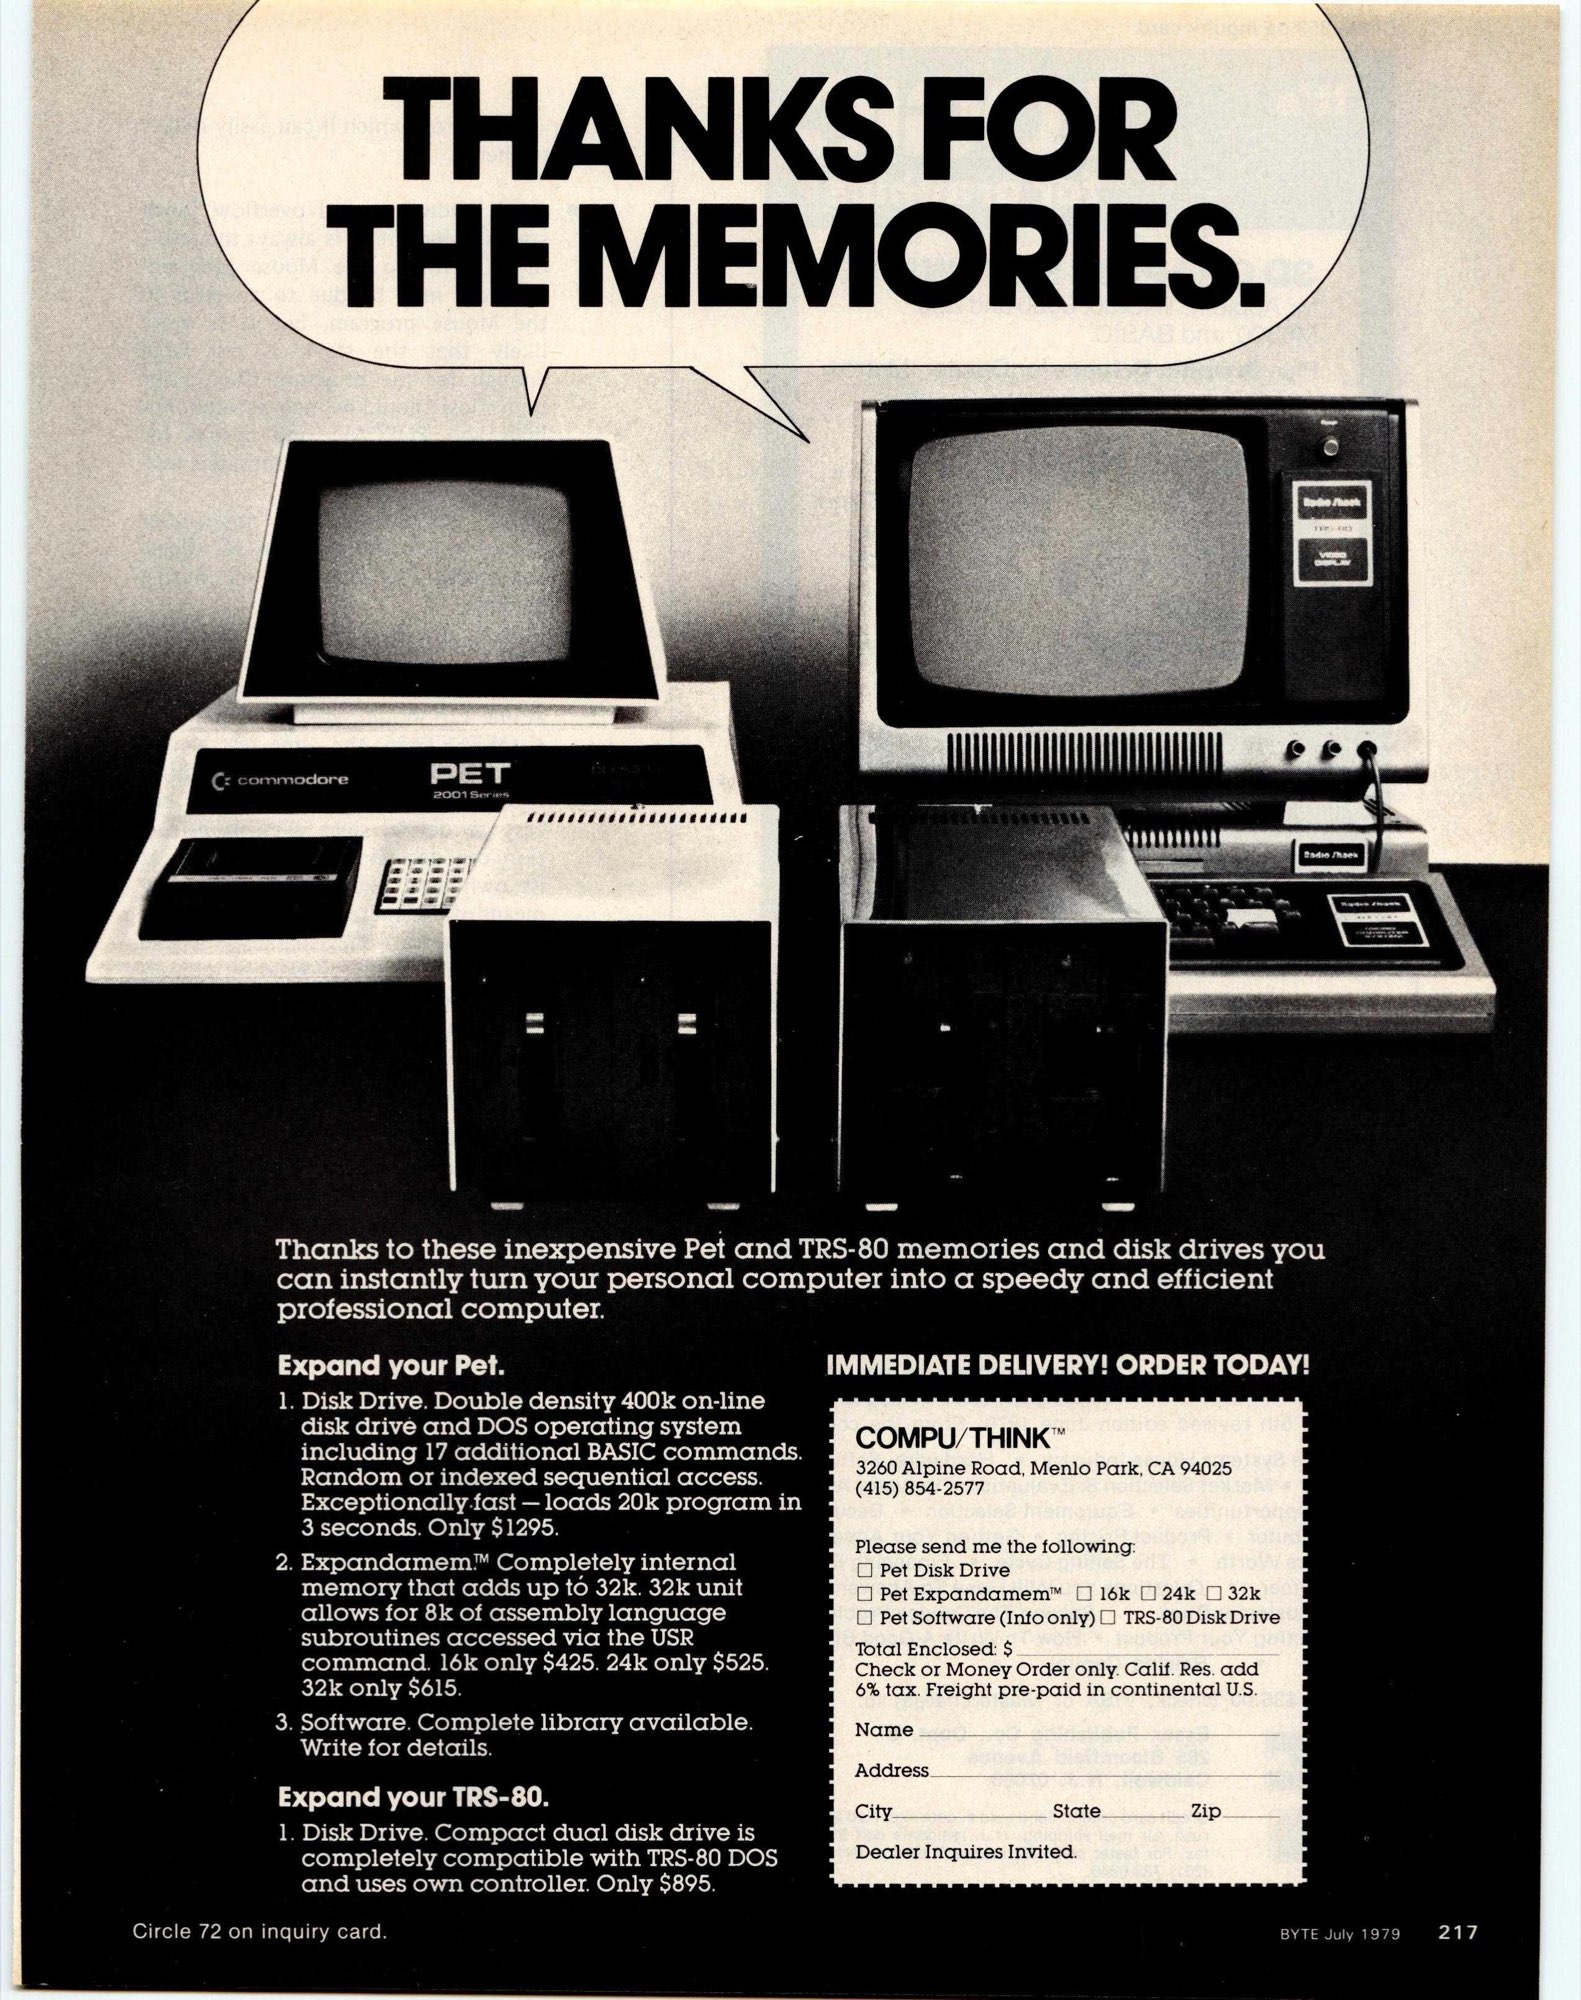 THANKS FOR
THE MEMORIES.
Radio Shack
TRS-80
VIDEO
DISPLAY
commodore
PET
2001 Series
Radio Shack
Radio Shack
Thanks to these inexpensive Pet and TRS-80 memories and disk drives you
can instantly turn your personal computer into a speedy and efficient
professional computer.
Expand your Pet.
1. Disk Drive. Double density 400k on-line
disk drive and DOS operating system
including 17 additional BASIC commands.
Random or indexed sequential access.
Exceptionally fast — loads 20k program in
3 seconds. Only $1295.
2. Expandamem.™ Completely internal
memory that adds up to 32k. 32k unit
allows for 8k of assembly language
subroutines accessed via the USR
command. 16k only $425. 24k only $525.
32k only $615.
3. Software. Complete library available.
Write for details.
Expand your TRS-80.
1. Disk Drive. Compact dual disk drive is
completely compatible with TRS-80 DOS
and uses own controller. Only $895.
IMMEDIATE DELIVERY! ORDER TODAY!
COMPU/THINK™
3260 Alpine Road, Menlo Park, CA 94025
(415) 854-2577
Please send me the following:
☐ Pet Disk Drive
☐ Pet Expandamem™ ☐ 16k ☐ 24k ☐ 32k
☐ Pet Software (Info only) ☐ TRS-80 Disk Drive
Total Enclosed: $
Check or Money Order only. Calif. Res. add
6% tax. Freight pre-paid in continental U.S.
Name
Address
City State Zip
Dealer Inquires Invited.
Circle 72 on inquiry card.
BYTE July 1979 217